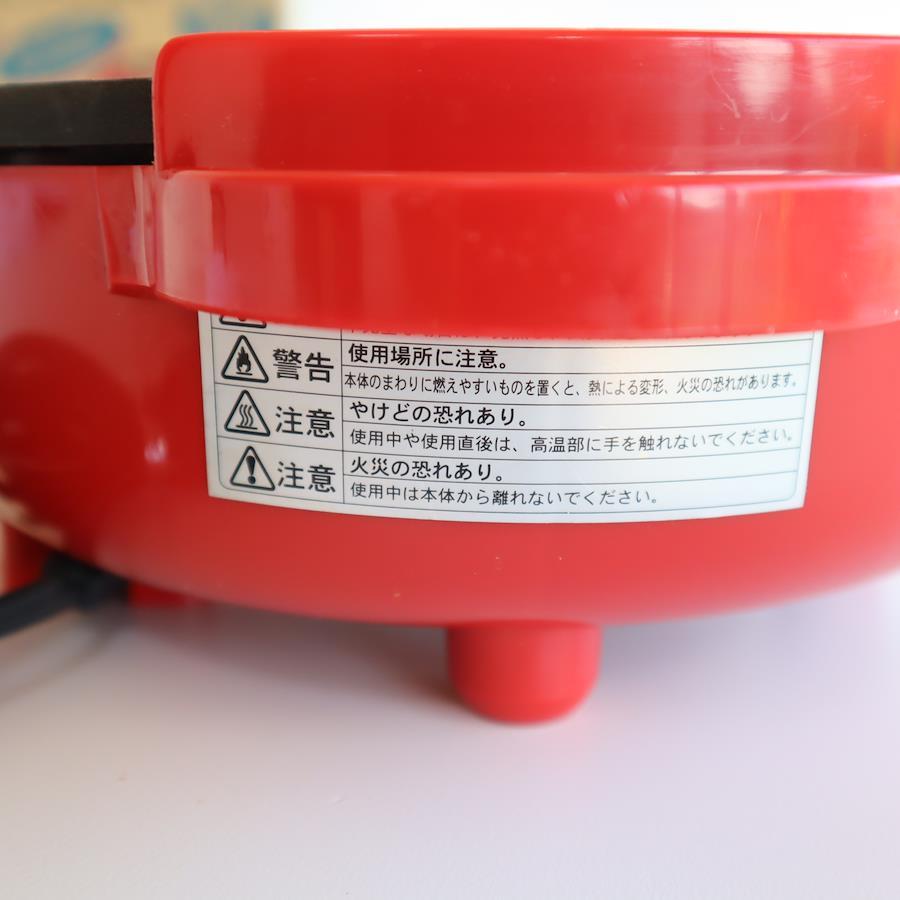 警告
使用場所に注意。
本体のまわりに燃えやすいものを置くと、熱による変形、火災の恐れがあります。
注意
やけどの恐れあり。
使用中や使用直後は、高温部に手を触れないでください。
注意
火災の恐れあり。
使用中は本体から離れないでください。